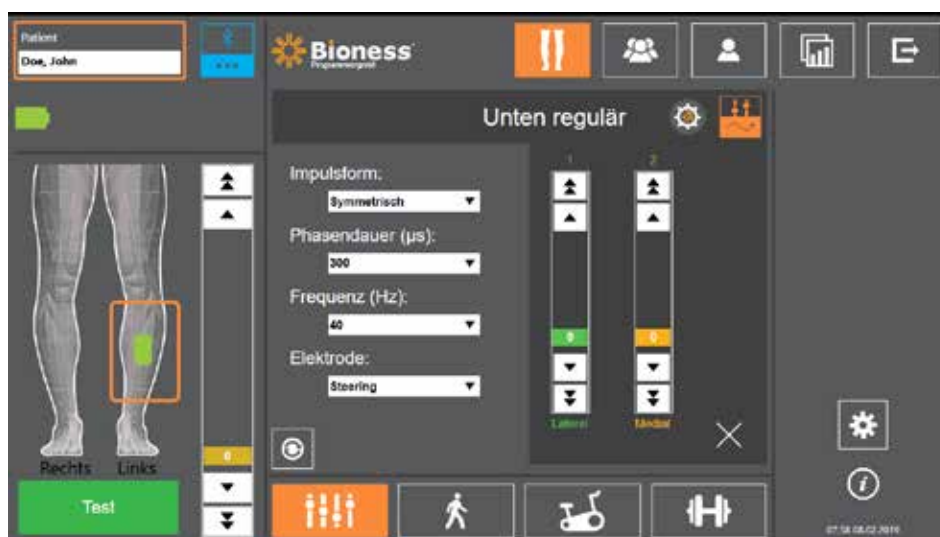 Patient
Doe, John
Bioness
Unten regulär
Impulsform:
Symmetrisch
Phasendauer (µs):
300
Frequenz (Hz):
40
Elektrode:
Steering
1
2
0
0
Lateral
Medial
0
Rechts
Links
Test
i